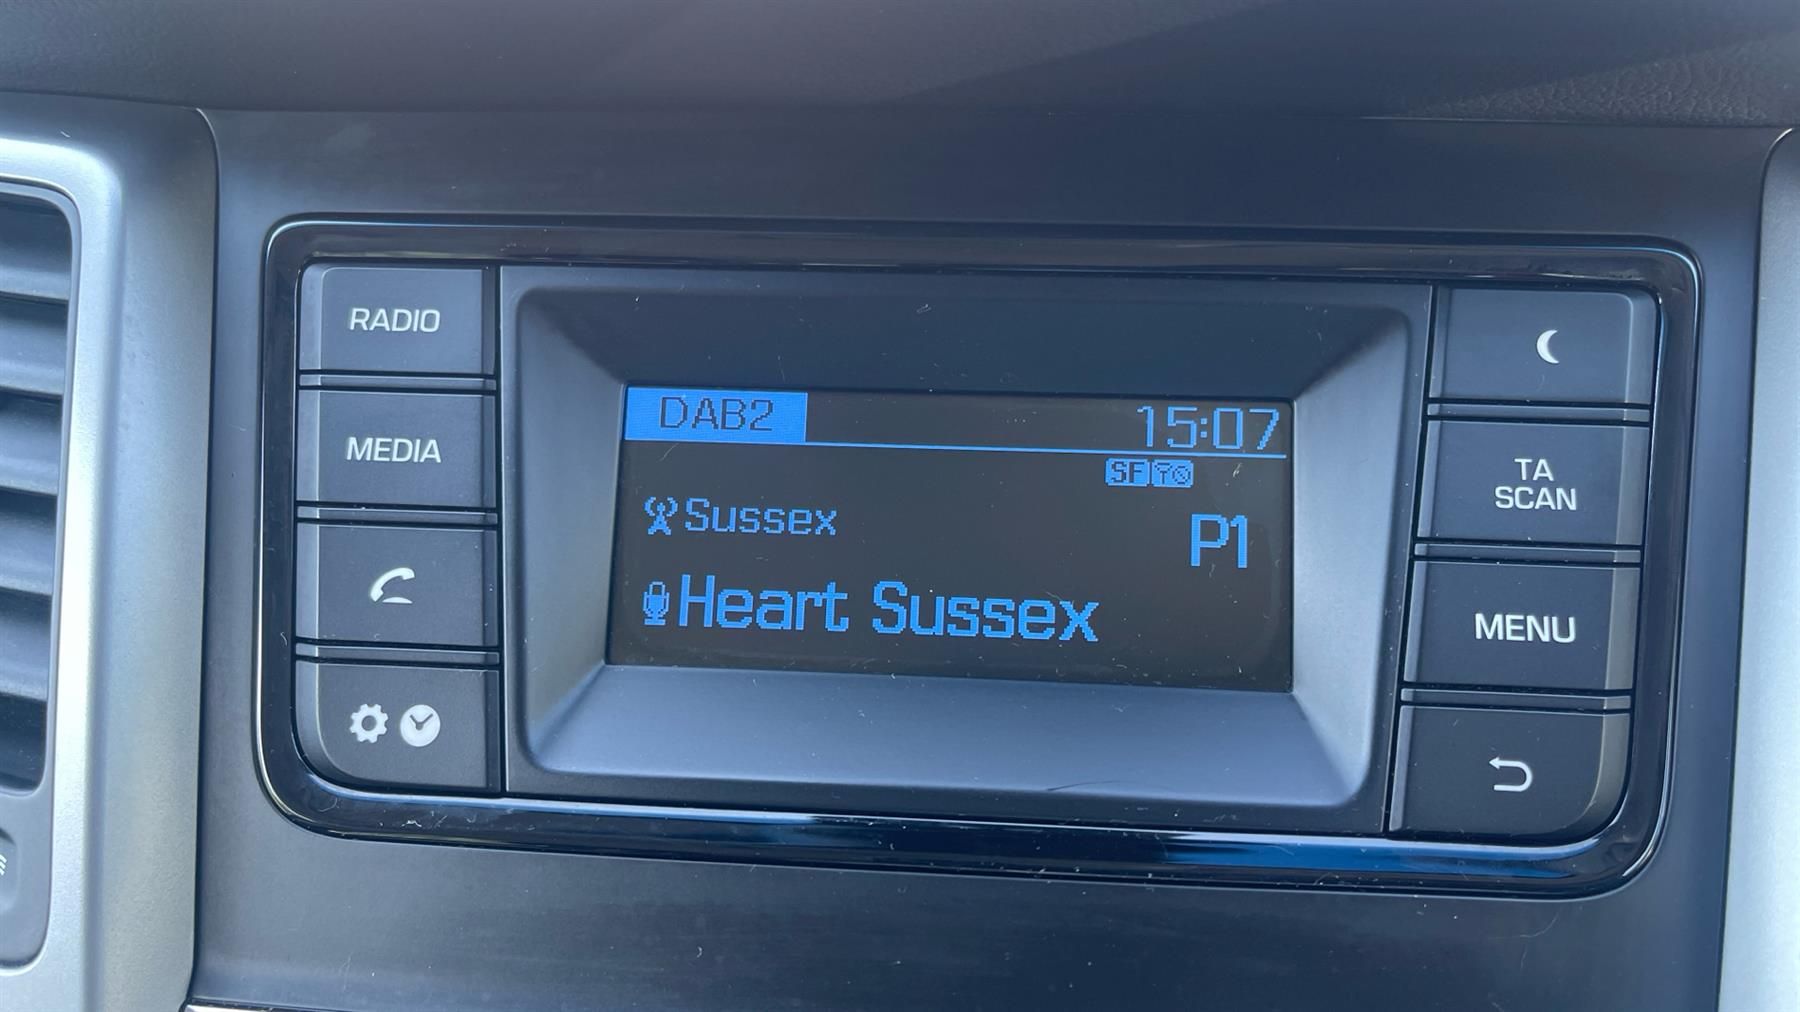 RADIO
MEDIA
DAB2 15:07
SF
Sussex
P1
Heart Sussex
TA
SCAN
MENU